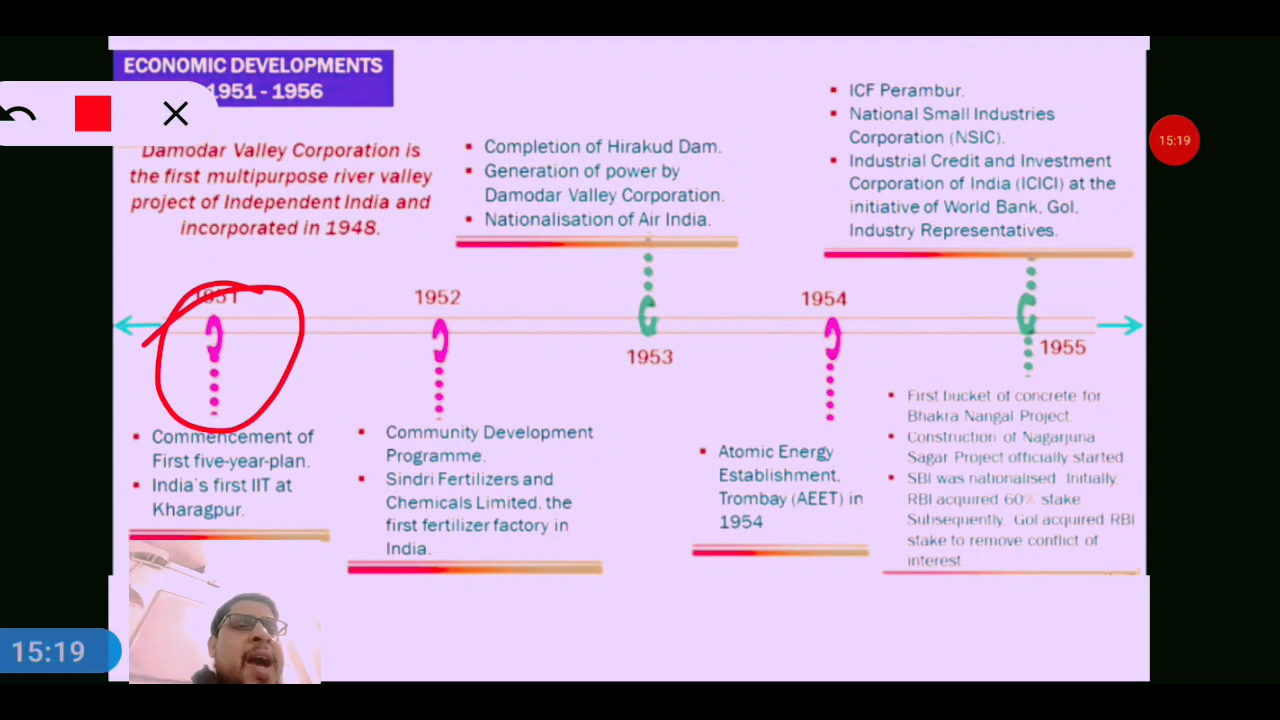 ECONOMIC DEVELOPMENTS
1951 - 1956
15:19
Damodar Valley Corporation is
the first multipurpose river valley
project of Independent India and
incorporated in 1948.
▪ Completion of Hirakud Dam.
▪ Generation of power by
Damodar Valley Corporation.
▪ Nationalisation of Air India.
▪ ICF Perambur.
▪ National Small Industries
Corporation (NSIC).
▪ Industrial Credit and Investment
Corporation of India (ICICI) at the
initiative of World Bank, GoI,
Industry Representatives.
1951
1952
1953
1954
1955
▪ Commencement of
First five-year-plan.
▪ India's first IIT at
Kharagpur.
▪ Community Development
Programme.
▪ Sindri Fertilizers and
Chemicals Limited, the
first fertilizer factory in
India.
▪ Atomic Energy
Establishment,
Trombay (AEET) in
1954
▪ First bucket of concrete for
Bhakra Nangal Project
▪ Construction of Nagarjuna
Sagar Project officially started
▪ SBI was nationalised Initially,
RBI acquired 60% stake
Subsequently, GoI acquired RBI
stake to remove conflict of
interest
15:19